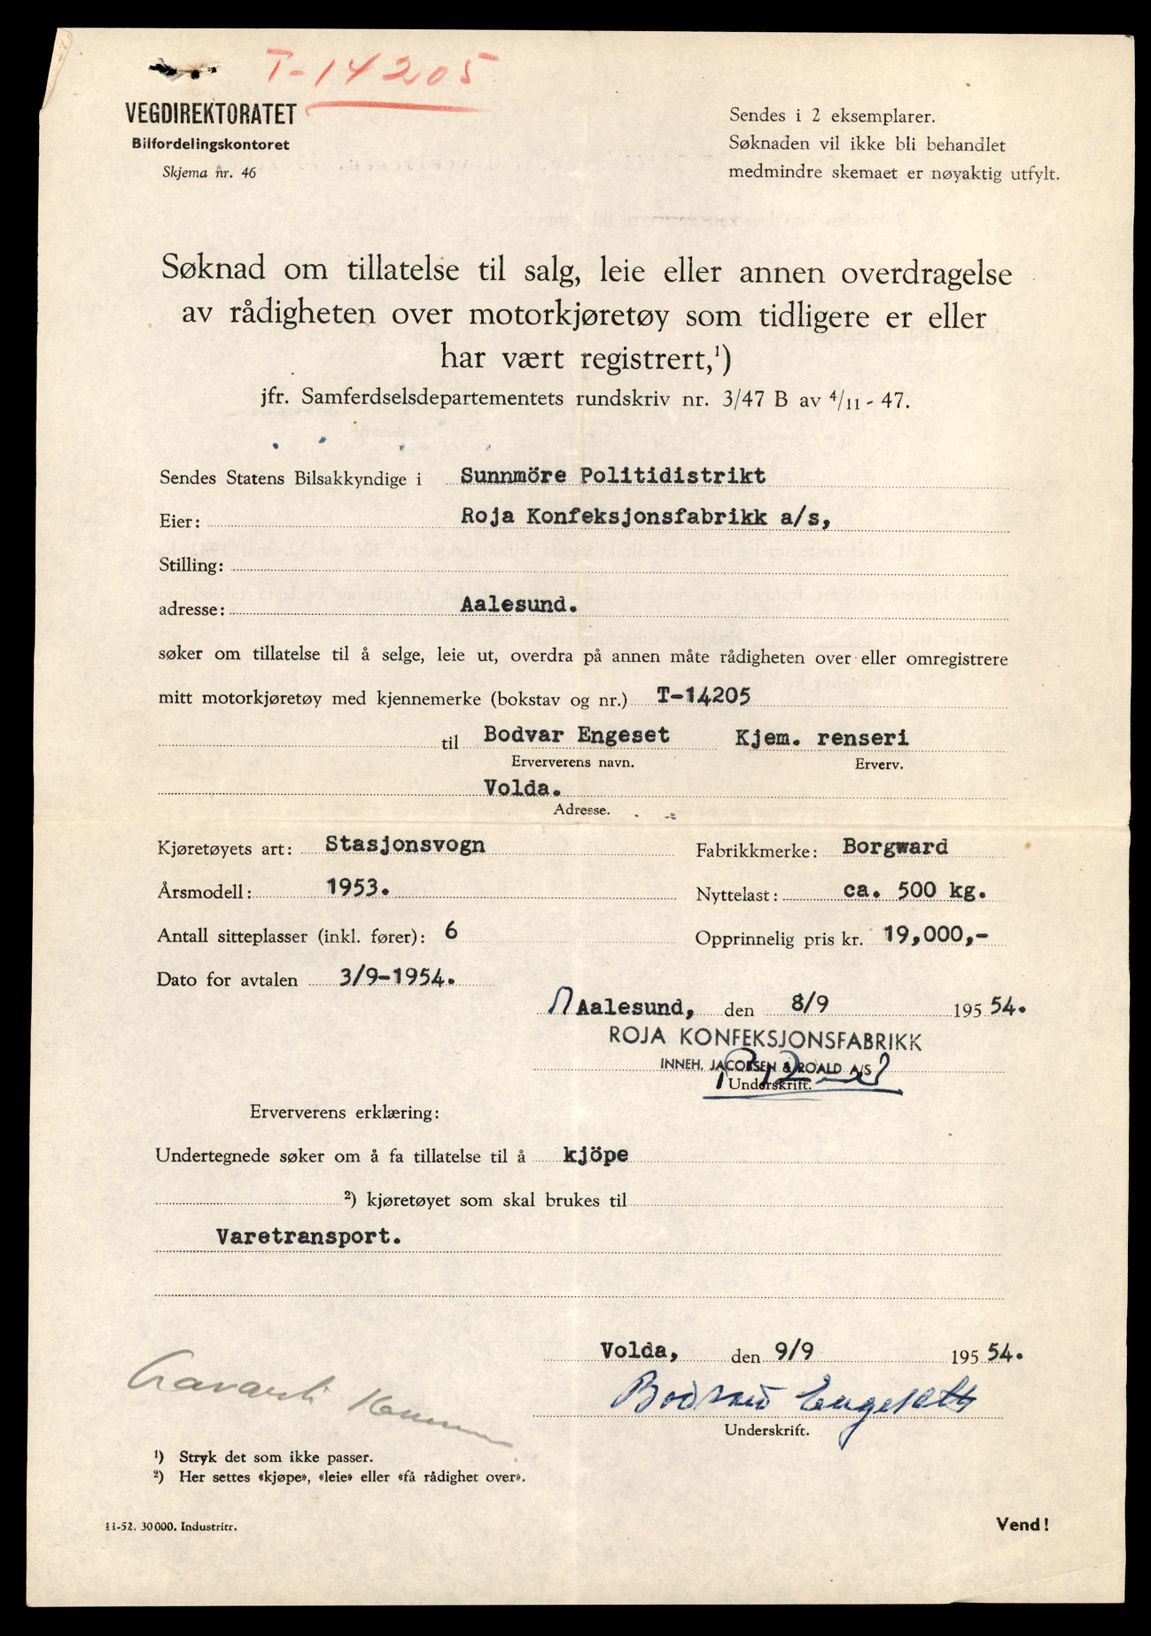 T-14205
VEGDIREKTORATET
Bilfordelingskontoret
Skjema nr. 46
Sendes i 2 eksemplarer.
Søknaden vil ikke bli behandlet
medmindre skemaet er nøyaktig utfylt.
Søknad om tillatelse til salg, leie eller annen overdragelse
av rådigheten over motorkjøretøy som tidligere er eller
har vært registrert,¹)
jfr. Samferdselsdepartementets rundskriv nr. 3/47 B av 4/11 - 47.
Sendes Statens Bilsakkyndige i Sunnmöre Politidistrikt
Eier: Roja Konfeksjonsfabrikk a/s,
Stilling:
adresse: Aalesund.
søker om tillatelse til å selge, leie ut, overdra på annen måte rådigheten over eller omregistrere
mitt motorkjøretøy med kjennemerke (bokstav og nr.) T-14205
til Bodvar Engeset Kjem. renseri
Erververens navn. Erverv.
Volda.
Adresse.
Kjøretøyets art: Stasjonsvogn Fabrikkmerke: Borgward
Årsmodell: 1953. Nyttelast: ca. 500 kg.
Antall sitteplasser (inkl. fører): 6 Opprinnelig pris kr. 19,000,-
Dato for avtalen 3/9-1954.
Aalesund, den 8/9 195 54.
ROJA KONFEKSJONSFABRIKK
INNEH. JACOBSEN & ROALD A/S
Underskrift.
Erververens erklæring:
Undertegnede søker om å fa tillatelse til å kjöpe
²) kjøretøyet som skal brukes til
Varetransport.
Volda, den 9/9 195 54.
Bodvar Engeseth
Underskrift.
¹) Stryk det som ikke passer.
²) Her settes «kjøpe», «leie» eller «få rådighet over».
11-52. 30000. Industritr.
Vend!